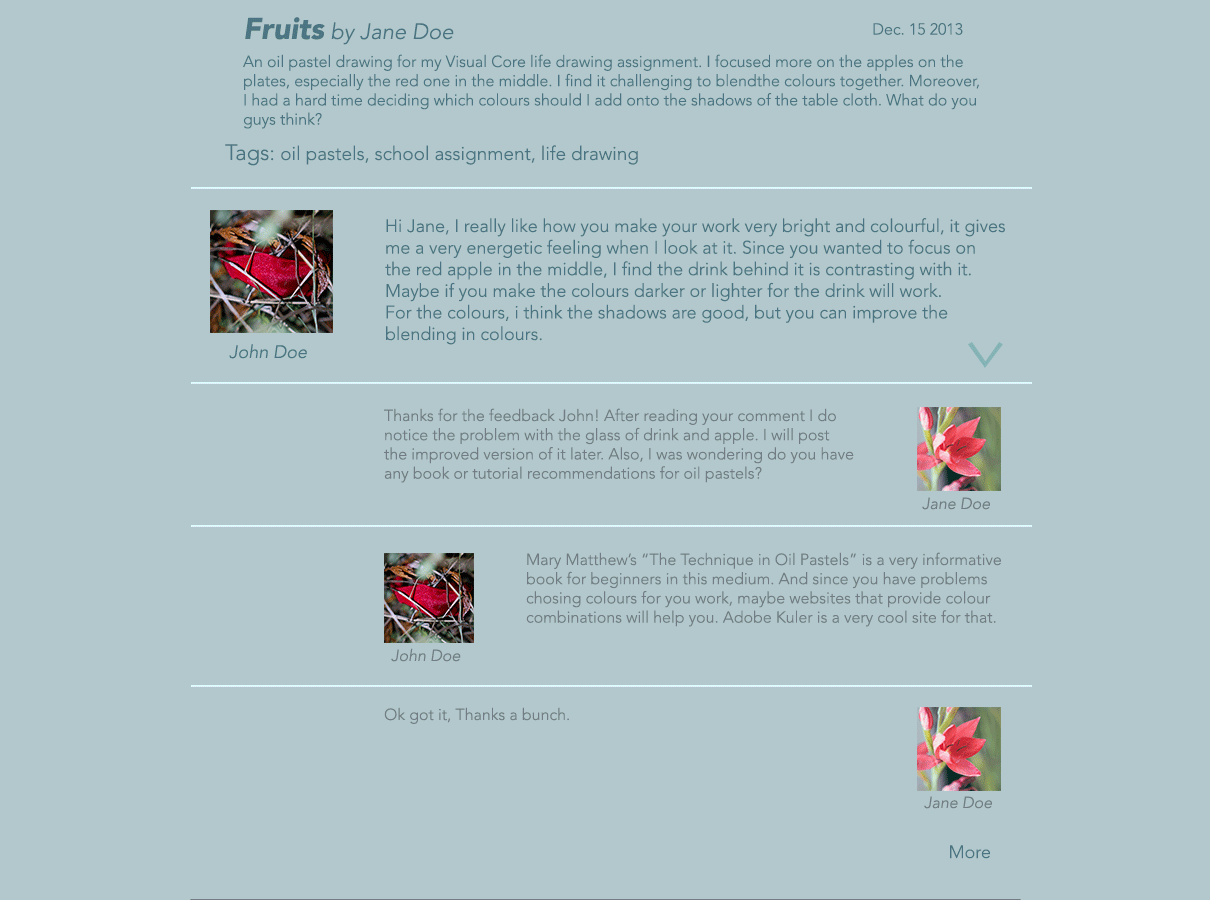 Fruits by Jane Doe
Dec. 15 2013
An oil pastel drawing for my Visual Core life drawing assignment. I focused more on the apples on the
plates, especially the red one in the middle. I find it challenging to blendthe colours together. Moreover,
I had a hard time deciding which colours should I add onto the shadows of the table cloth. What do you
guys think?
Tags: oil pastels, school assignment, life drawing
Hi Jane, I really like how you make your work very bright and colourful, it gives
me a very energetic feeling when I look at it. Since you wanted to focus on
the red apple in the middle, I find the drink behind it is contrasting with it.
Maybe if you make the colours darker or lighter for the drink will work.
For the colours, i think the shadows are good, but you can improve the
blending in colours.
John Doe
Thanks for the feedback John! After reading your comment I do
notice the problem with the glass of drink and apple. I will post
the improved version of it later. Also, I was wondering do you have
any book or tutorial recommendations for oil pastels?
Jane Doe
Mary Matthew’s “The Technique in Oil Pastels” is a very informative
book for beginners in this medium. And since you have problems
chosing colours for you work, maybe websites that provide colour
combinations will help you. Adobe Kuler is a very cool site for that.
John Doe
Ok got it, Thanks a bunch.
Jane Doe
More